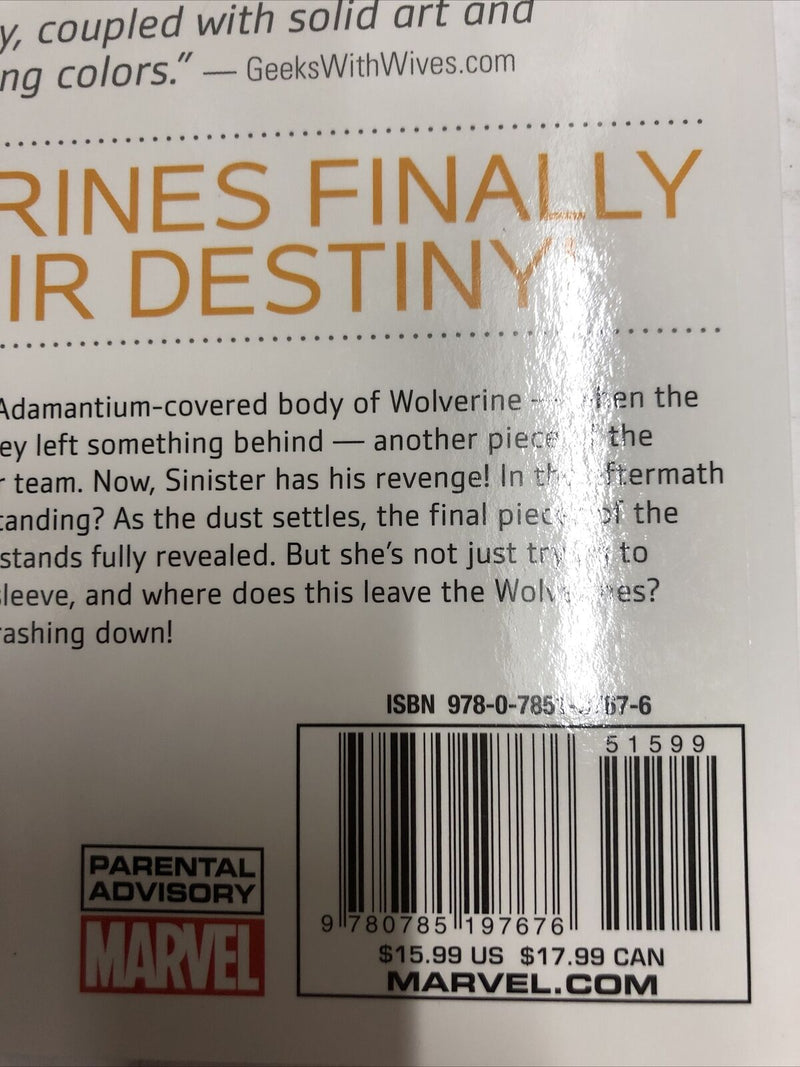 y, coupled with solid art and
ng colors.” — GeeksWithWives.com
RINES FINALLY
IR DESTINY!
Adamantium-covered body of Wolverine — the
ey left something behind — another piece the
r team. Now, Sinister has his revenge! In aftermath
tanding? As the dust settles, the final of the
stands fully revealed. But she’s not just to
sleeve, and where does this leave the
rashing down!
ISBN 978-0-785 67-6
51599
PARENTAL
ADVISORY
MARVEL
9 780785 197676
$15.99 US $17.99 CAN
MARVEL.COM